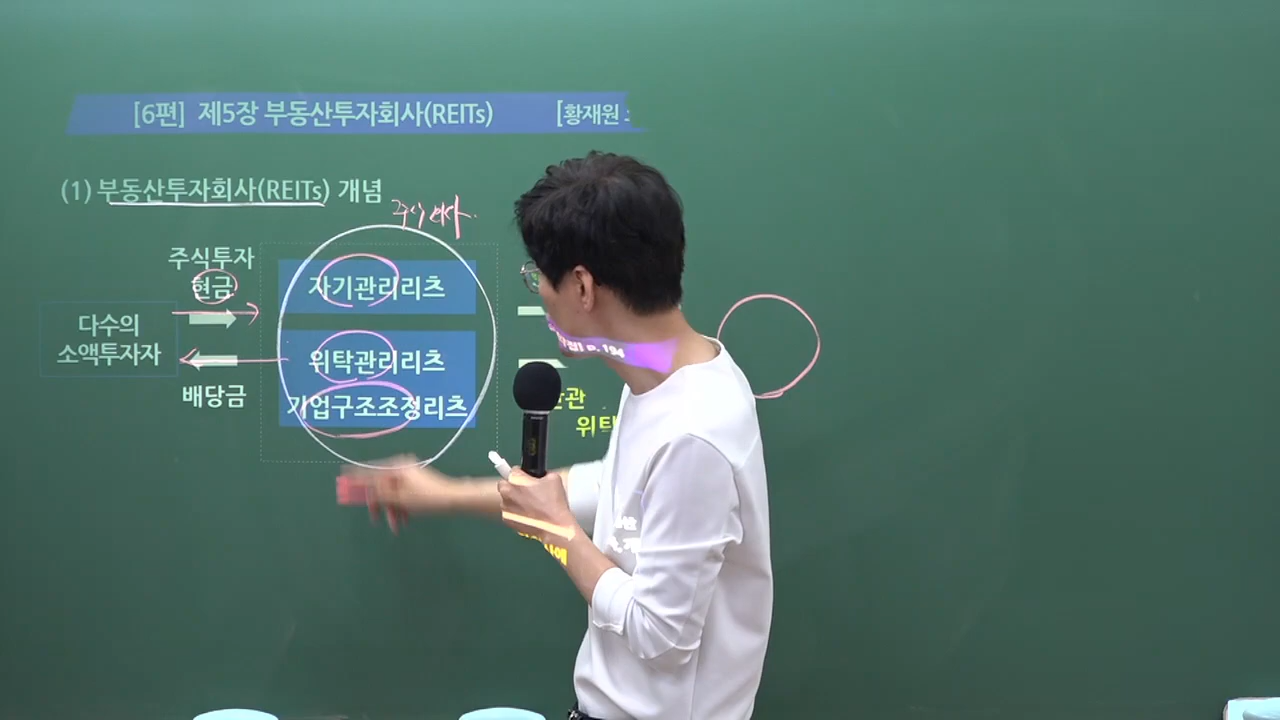 [6편] 제5장 부동산투자회사(REITs) [황재원
(1) 부동산투자회사(REITs) 개념
주식투자
현금
자기관리리츠
다수의
소액투자자
위탁관리리츠
배당금
기업구조조정리츠
위탁
p. 194